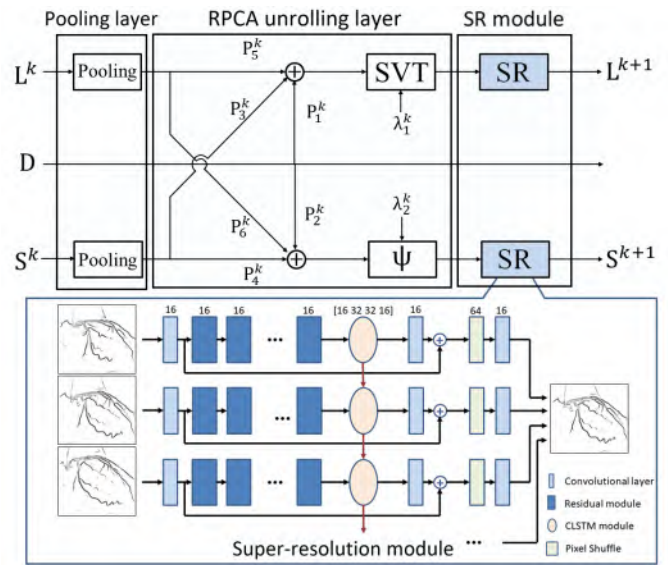 Pooling layer RPCA unrolling layer SR module
L^k Pooling P_5^k SVT SR L^{k+1}
P_3^k P_1^k λ_1^k
D
P_6^k P_2^k λ_2^k
S^k Pooling P_4^k Ψ SR S^{k+1}
16 16 16 16 [16 32 32 16] 16 64 16
...
...
...
Convolutional layer
Residual module
CLSTM module
Pixel Shuffle
Super-resolution module ...